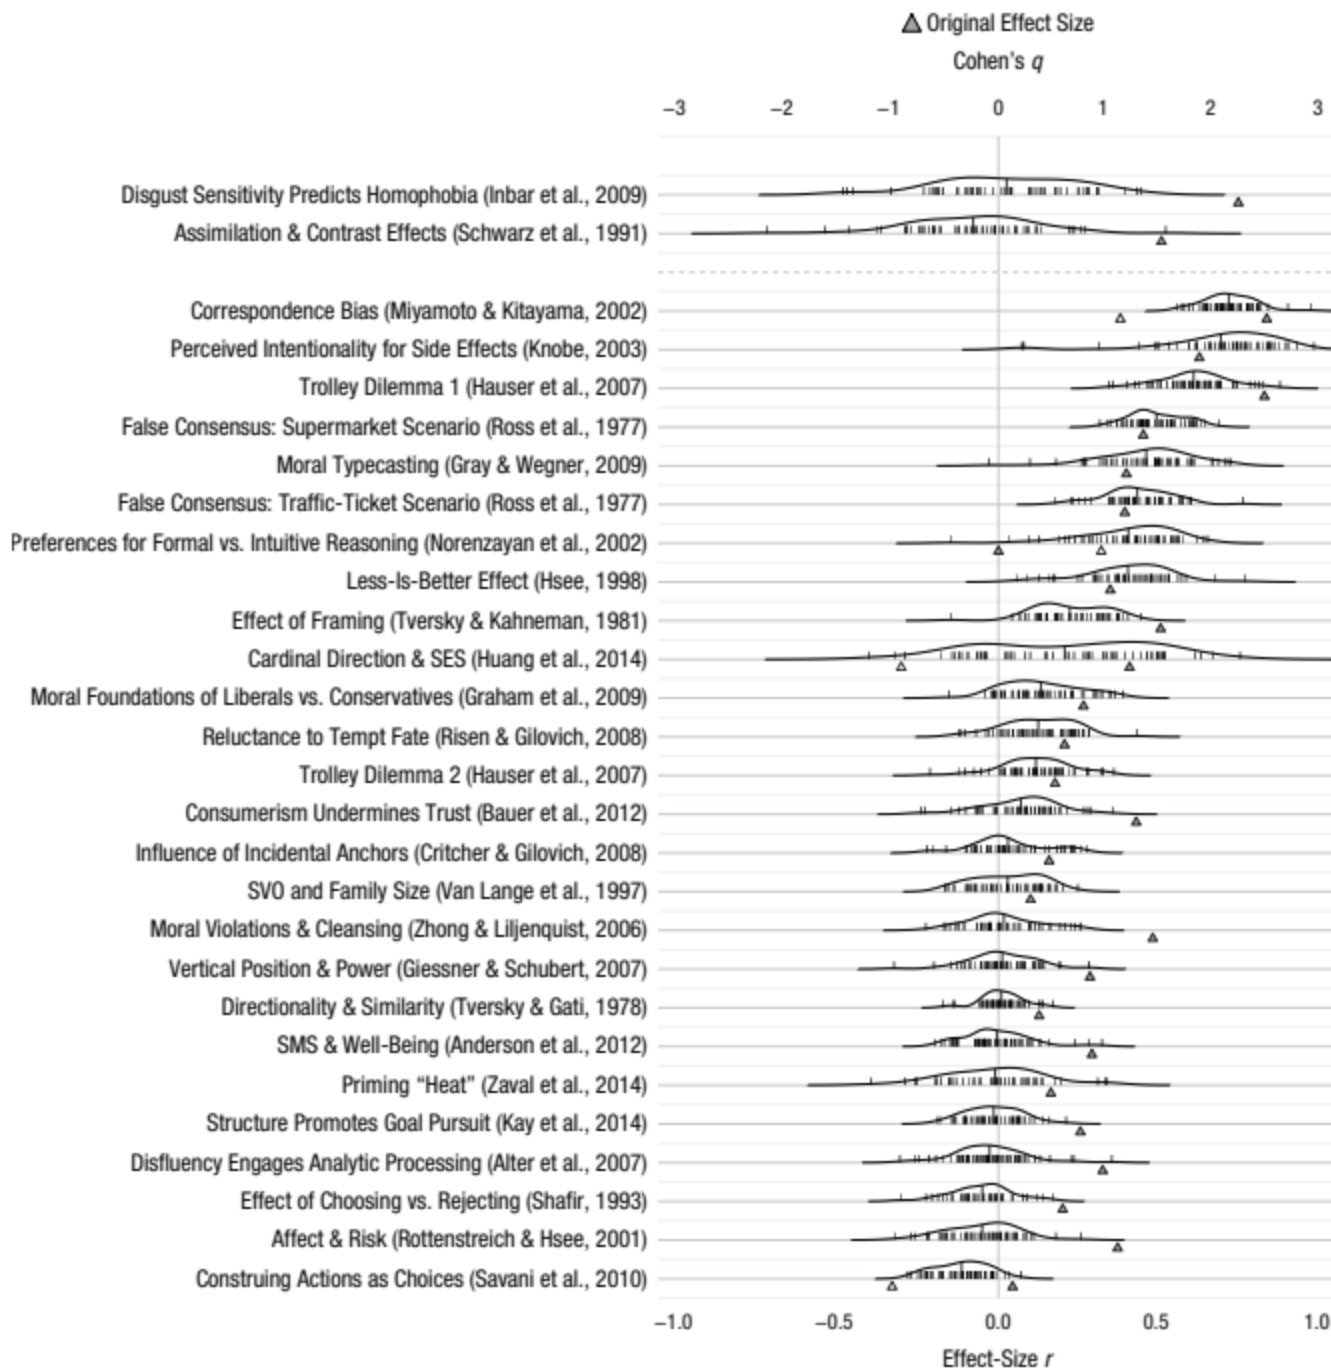 Original Effect Size
Cohen's q
−3 −2 −1 0 1 2 3
Disgust Sensitivity Predicts Homophobia (Inbar et al., 2009)
Assimilation & Contrast Effects (Schwarz et al., 1991)
Correspondence Bias (Miyamoto & Kitayama, 2002)
Perceived Intentionality for Side Effects (Knobe, 2003)
Trolley Dilemma 1 (Hauser et al., 2007)
False Consensus: Supermarket Scenario (Ross et al., 1977)
Moral Typecasting (Gray & Wegner, 2009)
False Consensus: Traffic-Ticket Scenario (Ross et al., 1977)
Preferences for Formal vs. Intuitive Reasoning (Norenzayan et al., 2002)
Less-Is-Better Effect (Hsee, 1998)
Effect of Framing (Tversky & Kahneman, 1981)
Cardinal Direction & SES (Huang et al., 2014)
Moral Foundations of Liberals vs. Conservatives (Graham et al., 2009)
Reluctance to Tempt Fate (Risen & Gilovich, 2008)
Trolley Dilemma 2 (Hauser et al., 2007)
Consumerism Undermines Trust (Bauer et al., 2012)
Influence of Incidental Anchors (Critcher & Gilovich, 2008)
SVO and Family Size (Van Lange et al., 1997)
Moral Violations & Cleansing (Zhong & Liljenquist, 2006)
Vertical Position & Power (Giessner & Schubert, 2007)
Directionality & Similarity (Tversky & Gati, 1978)
SMS & Well-Being (Anderson et al., 2012)
Priming “Heat” (Zaval et al., 2014)
Structure Promotes Goal Pursuit (Kay et al., 2014)
Disfluency Engages Analytic Processing (Alter et al., 2007)
Effect of Choosing vs. Rejecting (Shafir, 1993)
Affect & Risk (Rottenstreich & Hsee, 2001)
Construing Actions as Choices (Savani et al., 2010)
−1.0 −0.5 0.0 0.5 1.0
Effect-Size r